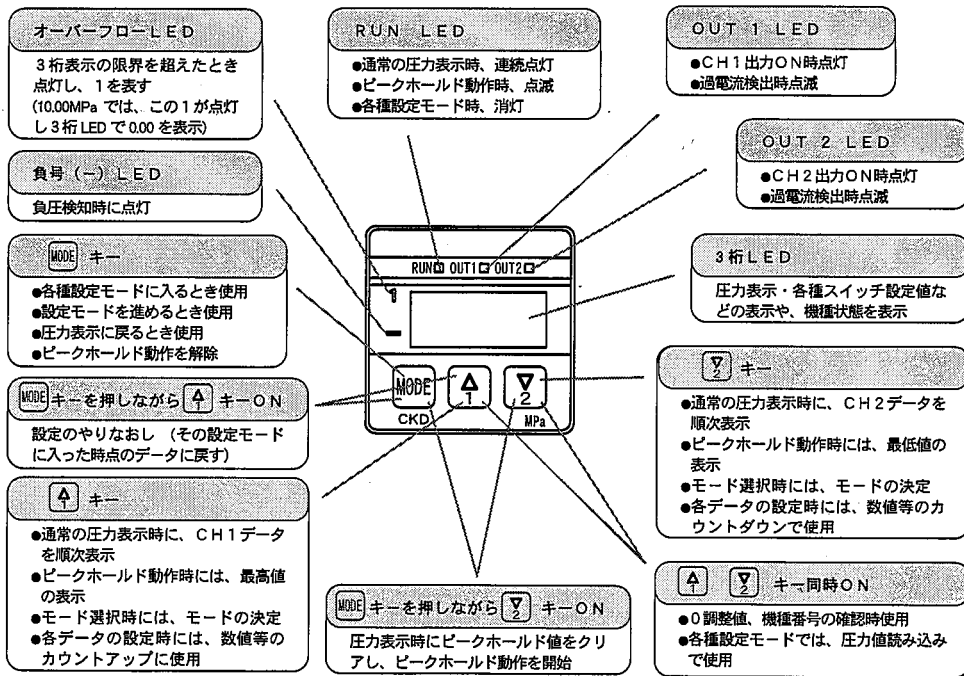 オーバーフローLED
3桁表示の限界を超えたとき
点灯し、1を表す
(10.00MPa では、この1が点灯
し3桁LEDで0.00を表示)
負号(−)LED
負圧検知時に点灯
MODE キー
●各種設定モードに入るとき使用
●設定モードを進めるとき使用
●圧力表示に戻るとき使用
●ピークホールド動作を解除
MODE キーを押しながら △1 キーON
設定のやりなおし (その設定モード
に入った時点のデータに戻す)
△1 キー
●通常の圧力表示時に、CH1データ
を順次表示
●ピークホールド動作時には、最高値
の表示
●モード選択時には、モードの決定
●各データの設定時には、数値等の
カウントアップに使用
RUN LED
●通常の圧力表示時、連続点灯
●ピークホールド動作時、点滅
●各種設定モード時、消灯
RUN OUT1 OUT2
1
−
MODE △1 ▽2
CKD MPa
MODE キーを押しながら ▽2 キーON
圧力表示時にピークホールド値をクリ
アし、ピークホールド動作を開始
OUT 1 LED
●CH1出力ON時点灯
●過電流検出時点滅
OUT 2 LED
●CH2出力ON時点灯
●過電流検出時点滅
3桁LED
圧力表示・各種スイッチ設定値な
どの表示や、機種状態を表示
▽2 キー
●通常の圧力表示時に、CH2データを
順次表示
●ピークホールド動作時には、最低値の
表示
●モード選択時には、モードの決定
●各データの設定時には、数値等のカ
ウントダウンで使用
△1 ▽2 キー同時ON
●0調整値、機種番号の確認時使用
●各種設定モードでは、圧力値読み込み
で使用